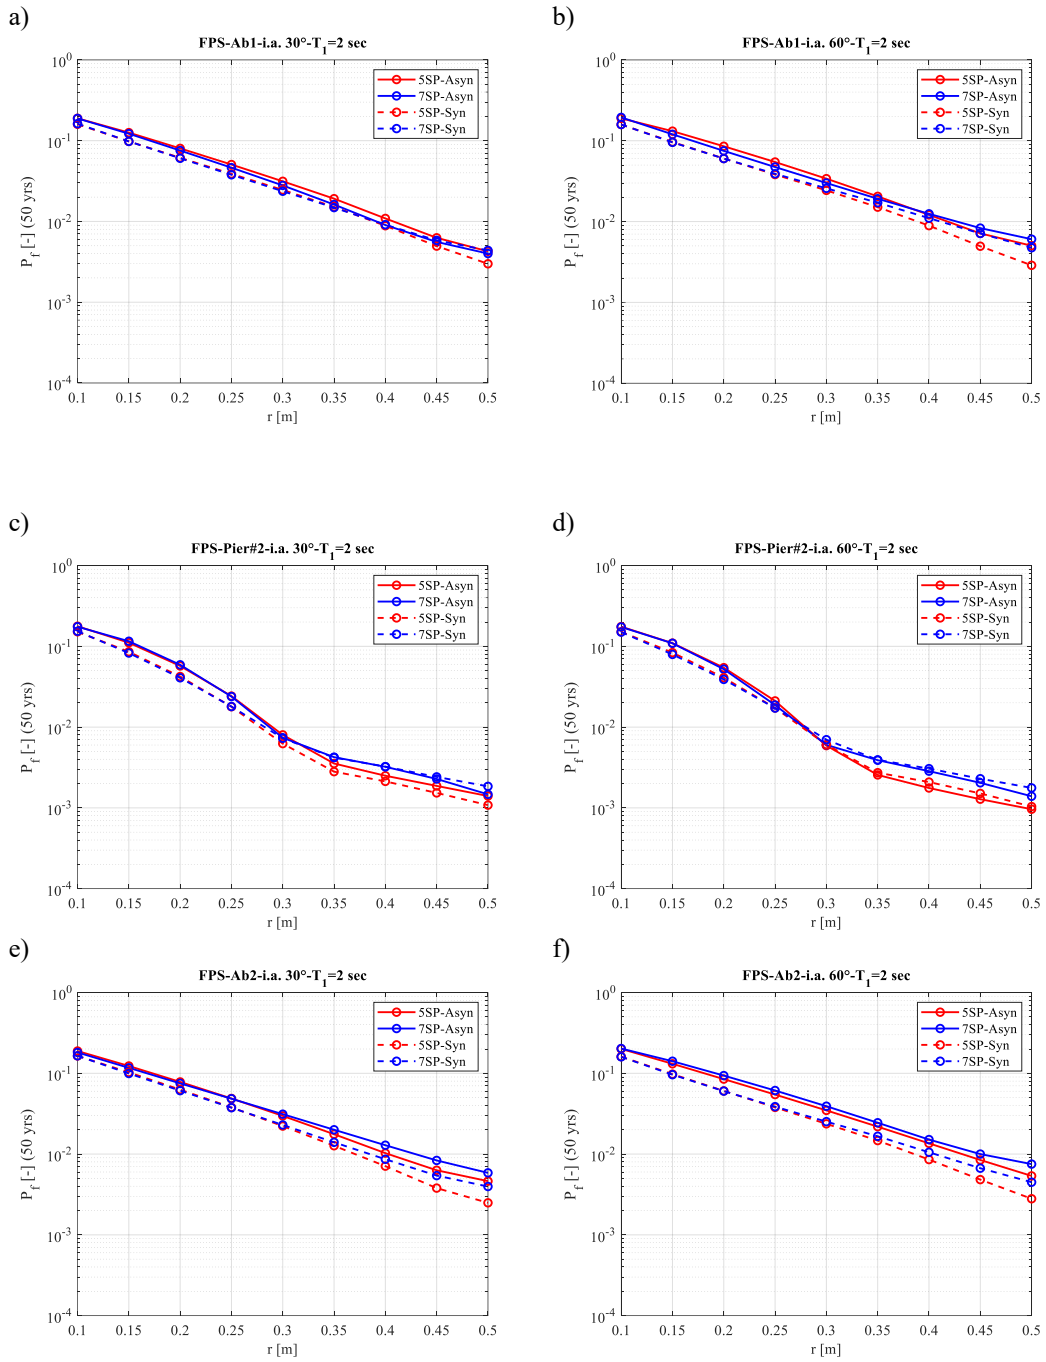 a)
FPS-Ab1-i.a. 30°-T1=2 sec
5SP-Asyn
7SP-Asyn
5SP-Syn
7SP-Syn
10^0
10^-1
10^-2
10^-3
10^-4
P_f [-] (50 yrs)
0.1 0.15 0.2 0.25 0.3 0.35 0.4 0.45 0.5
r [m]
b)
FPS-Ab1-i.a. 60°-T1=2 sec
5SP-Asyn
7SP-Asyn
5SP-Syn
7SP-Syn
10^0
10^-1
10^-2
10^-3
10^-4
P_f [-] (50 yrs)
0.1 0.15 0.2 0.25 0.3 0.35 0.4 0.45 0.5
r [m]
c)
FPS-Pier#2-i.a. 30°-T1=2 sec
5SP-Asyn
7SP-Asyn
5SP-Syn
7SP-Syn
10^0
10^-1
10^-2
10^-3
10^-4
P_f [-] (50 yrs)
0.1 0.15 0.2 0.25 0.3 0.35 0.4 0.45 0.5
r [m]
d)
FPS-Pier#2-i.a. 60°-T1=2 sec
5SP-Asyn
7SP-Asyn
5SP-Syn
7SP-Syn
10^0
10^-1
10^-2
10^-3
10^-4
P_f [-] (50 yrs)
0.1 0.15 0.2 0.25 0.3 0.35 0.4 0.45 0.5
r [m]
e)
FPS-Ab2-i.a. 30°-T1=2 sec
5SP-Asyn
7SP-Asyn
5SP-Syn
7SP-Syn
10^0
10^-1
10^-2
10^-3
10^-4
P_f [-] (50 yrs)
0.1 0.15 0.2 0.25 0.3 0.35 0.4 0.45 0.5
r [m]
f)
FPS-Ab2-i.a. 60°-T1=2 sec
5SP-Asyn
7SP-Asyn
5SP-Syn
7SP-Syn
10^0
10^-1
10^-2
10^-3
10^-4
P_f [-] (50 yrs)
0.1 0.15 0.2 0.25 0.3 0.35 0.4 0.45 0.5
r [m]